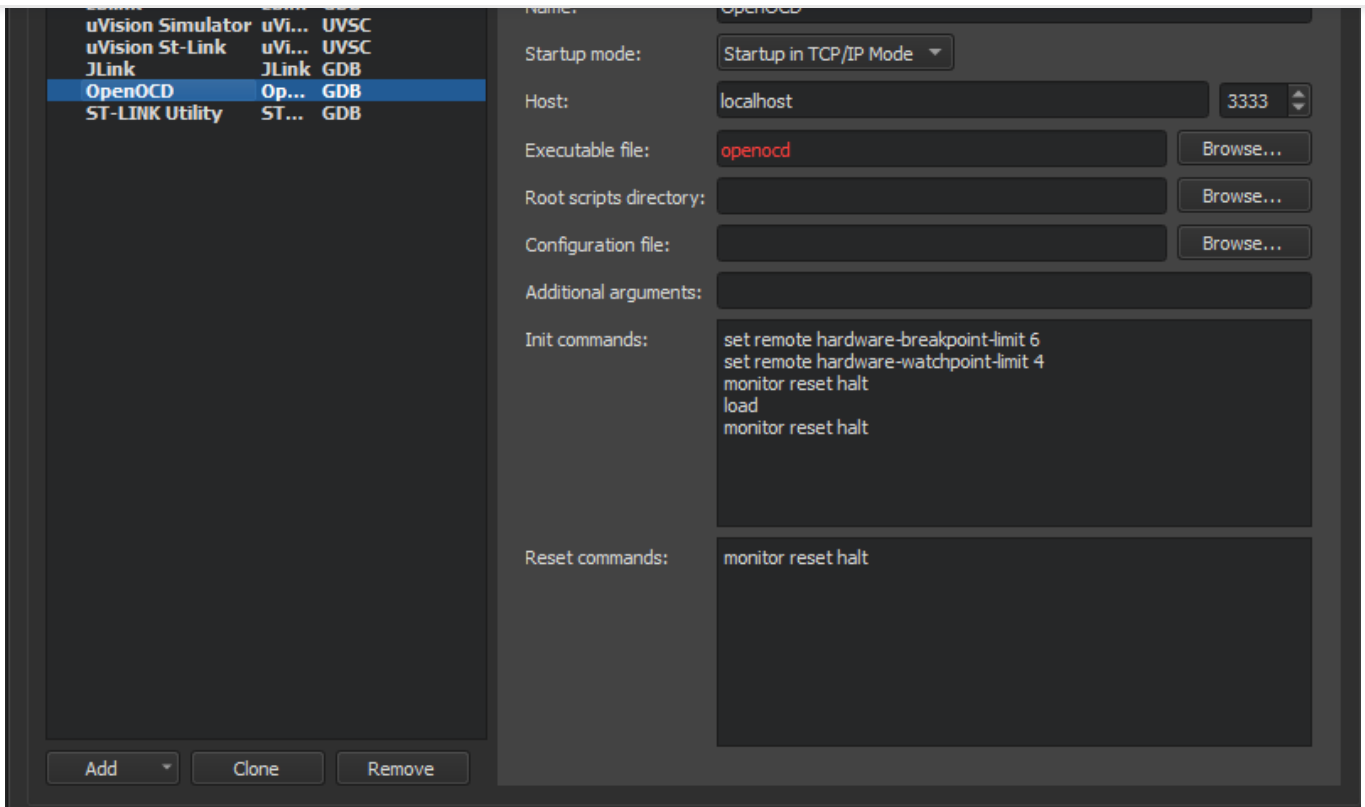 uVision Simulator uVi... UVSC
uVision St-Link uVi... UVSC
JLink JLink GDB
OpenOCD Op... GDB
ST-LINK Utility ST... GDB
Add
Clone
Remove
Name: OpenOCD
Startup mode: Startup in TCP/IP Mode
Host: localhost 3333
Executable file: openocd Browse...
Root scripts directory: Browse...
Configuration file: Browse...
Additional arguments:
Init commands: set remote hardware-breakpoint-limit 6
set remote hardware-watchpoint-limit 4
monitor reset halt
load
monitor reset halt
Reset commands: monitor reset halt